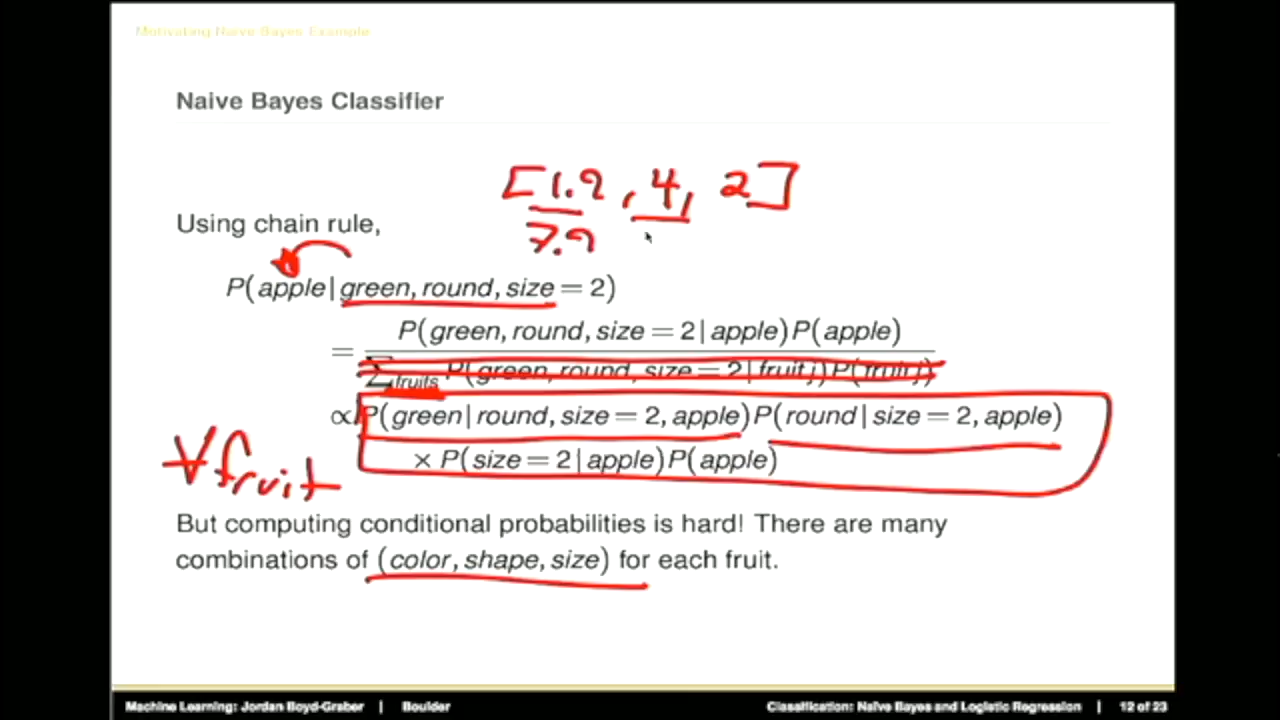 Motivating Naive Bayes Example
Naive Bayes Classifier
[1.9, 4, 2]
7.9
Using chain rule,
P(apple | green, round, size = 2)
= P(green, round, size = 2 | apple)P(apple)
∑fruits P(green, round, size = 2 | fruit j)P(fruit j)
∝ P(green | round, size = 2, apple)P(round | size = 2, apple)
× P(size = 2 | apple)P(apple)
∀fruit
But computing conditional probabilities is hard! There are many
combinations of (color, shape, size) for each fruit.
Machine Learning: Jordan Boyd-Graber | Boulder
Classification: Naive Bayes and Logistic Regression | 12 of 23